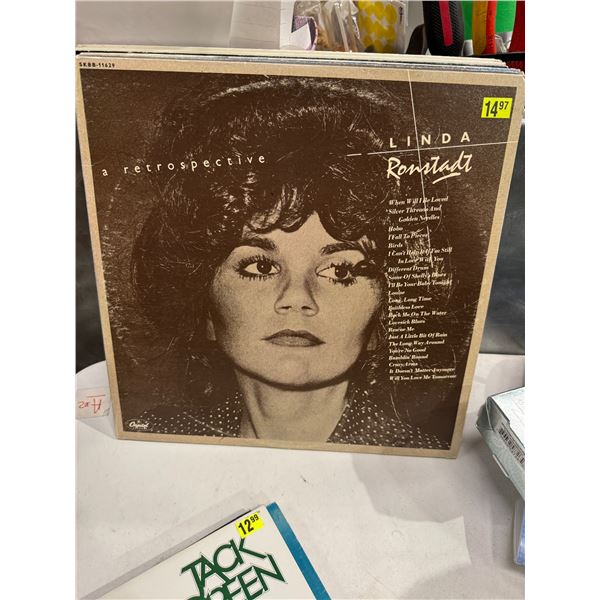 SKBB-11629
14 97
LINDA
a retrospective
Ronstadt
When Will I Be Loved
Silver Threads And
Golden Needles
Hobo
I Fall To Pieces
Birds
I Can't Help It If I'm Still
In Love With You
Different Drum
Some Of Shelly's Blues
I'll Be Your Baby Tonight
Louise
Long, Long Time
Faithless Love
Rock Me On The Water
Lovesick Blues
Rescue Me
Just A Little Bit Of Rain
The Long Way Around
You're No Good
Ramblin' Round
Crazy Arms
It Doesn't Matter Anymore
Will You Love Me Tomorrow
Capitol
12 99
JACK
GREEN